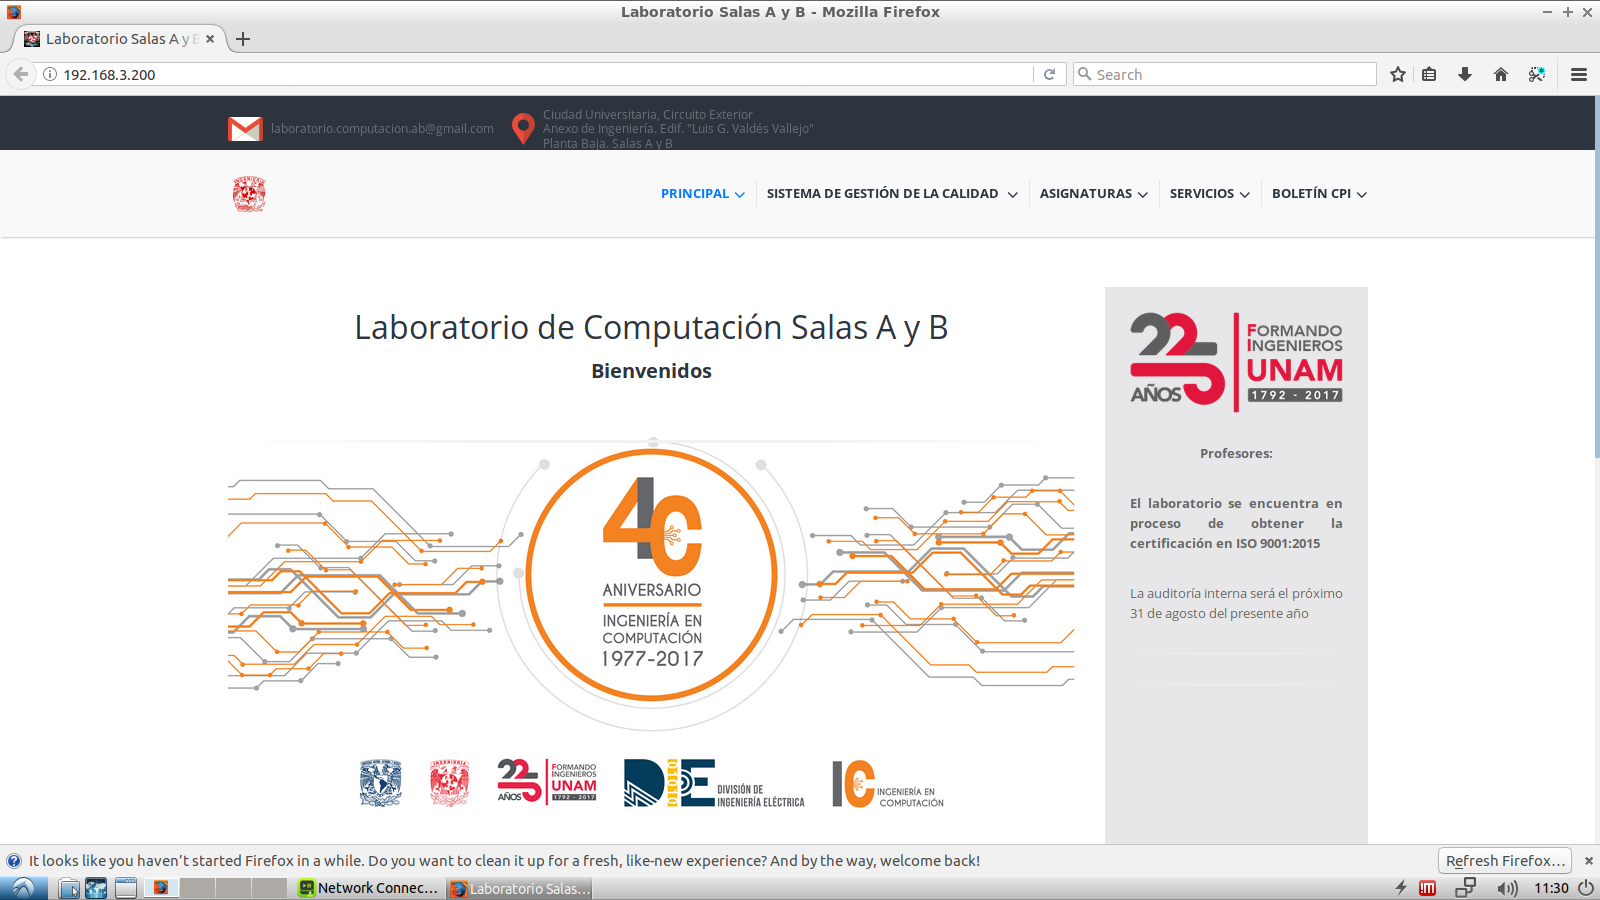 Laboratorio Salas A y B - Mozilla Firefox
Laboratorio Salas A y B
192.168.3.200
Search
laboratorio.computacion.ab@gmail.com
Ciudad Universitaria, Circuito Exterior
Anexo de Ingeniería. Edif. "Luis G. Valdés Vallejo"
Planta Baja. Salas A y B
PRINCIPAL
SISTEMA DE GESTIÓN DE LA CALIDAD
ASIGNATURAS
SERVICIOS
BOLETÍN CPI
Laboratorio de Computación Salas A y B
Bienvenidos
40
ANIVERSARIO
INGENIERÍA EN
COMPUTACIÓN
1977-2017
225
AÑOS
FORMANDO
INGENIEROS
UNAM
1792 - 2017
Profesores:
El laboratorio se encuentra en
proceso de obtener la
certificación en ISO 9001:2015
La auditoría interna será el próximo
31 de agosto del presente año
225
AÑOS
FORMANDO
INGENIEROS
UNAM
1792 - 2017
DIE
DIVISIÓN DE
INGENIERÍA ELÉCTRICA
IC
INGENIERÍA EN
COMPUTACIÓN
It looks like you haven't started Firefox in a while. Do you want to clean it up for a fresh, like-new experience? And by the way, welcome back!
Refresh Firefox...
Network Connec...
Laboratorio Salas...
11:30